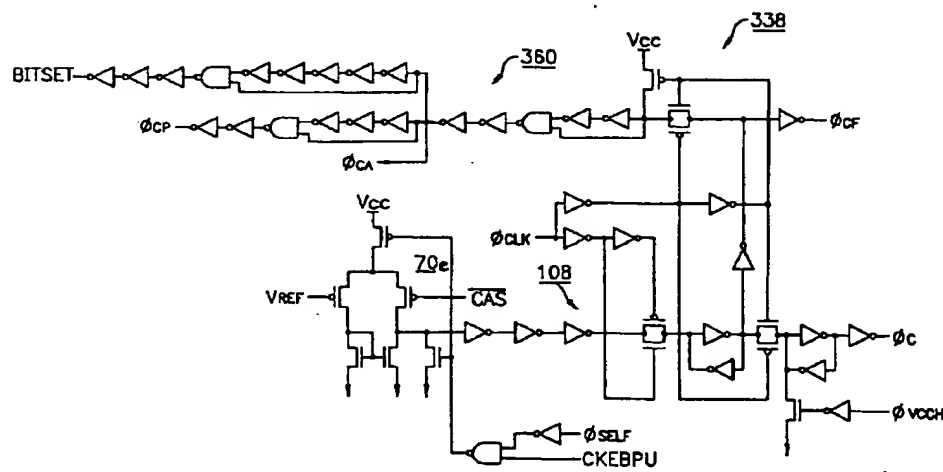 338
Vcc
360
BITSET
ØCP
ØCF
ØCA
Vcc
ØCLK
70e
VREF
CAS
108
ØC
ØVCCH
ØSELF
CKEBPU